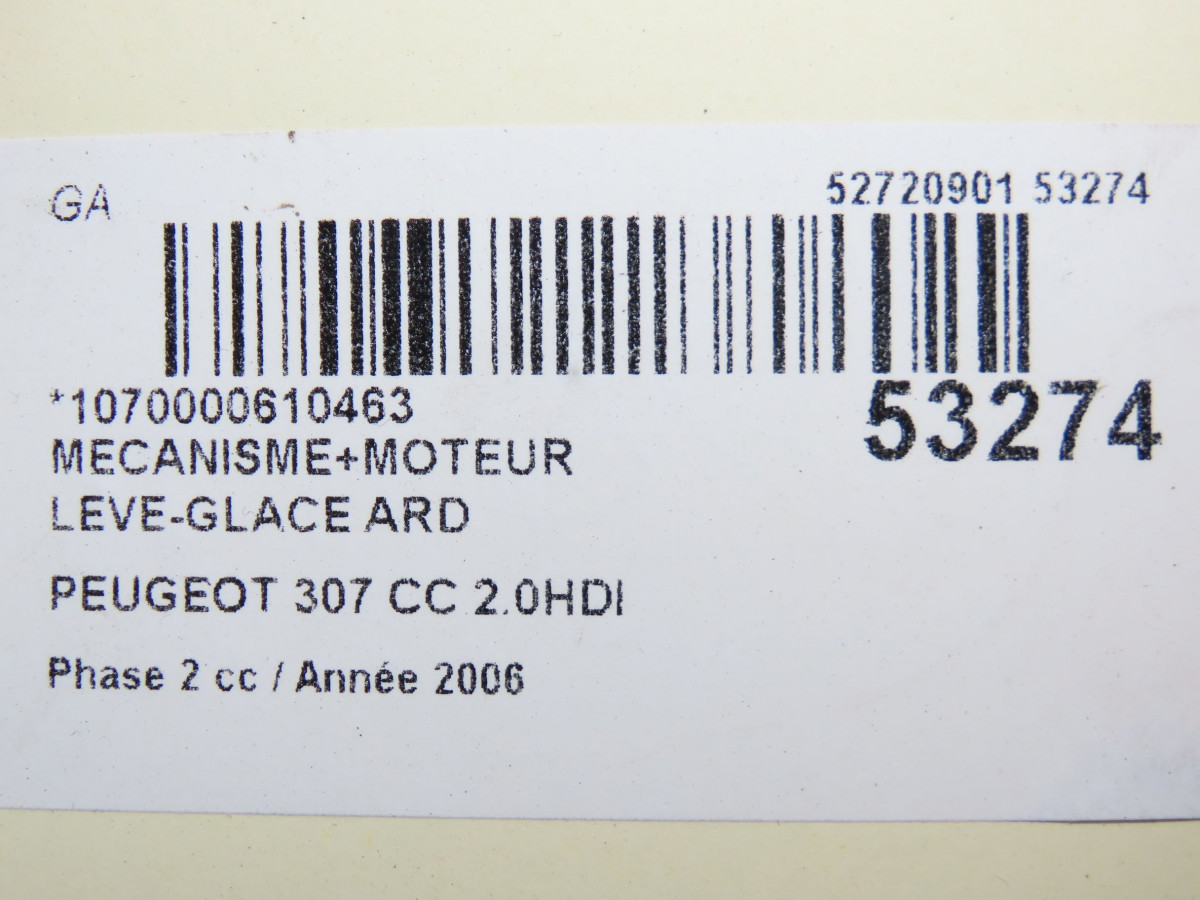 GA
52720901 53274
*1070000610463
53274
MECANISME+MOTEUR
LEVE-GLACE ARD
PEUGEOT 307 CC 2.0HDI
Phase 2 cc / Année 2006